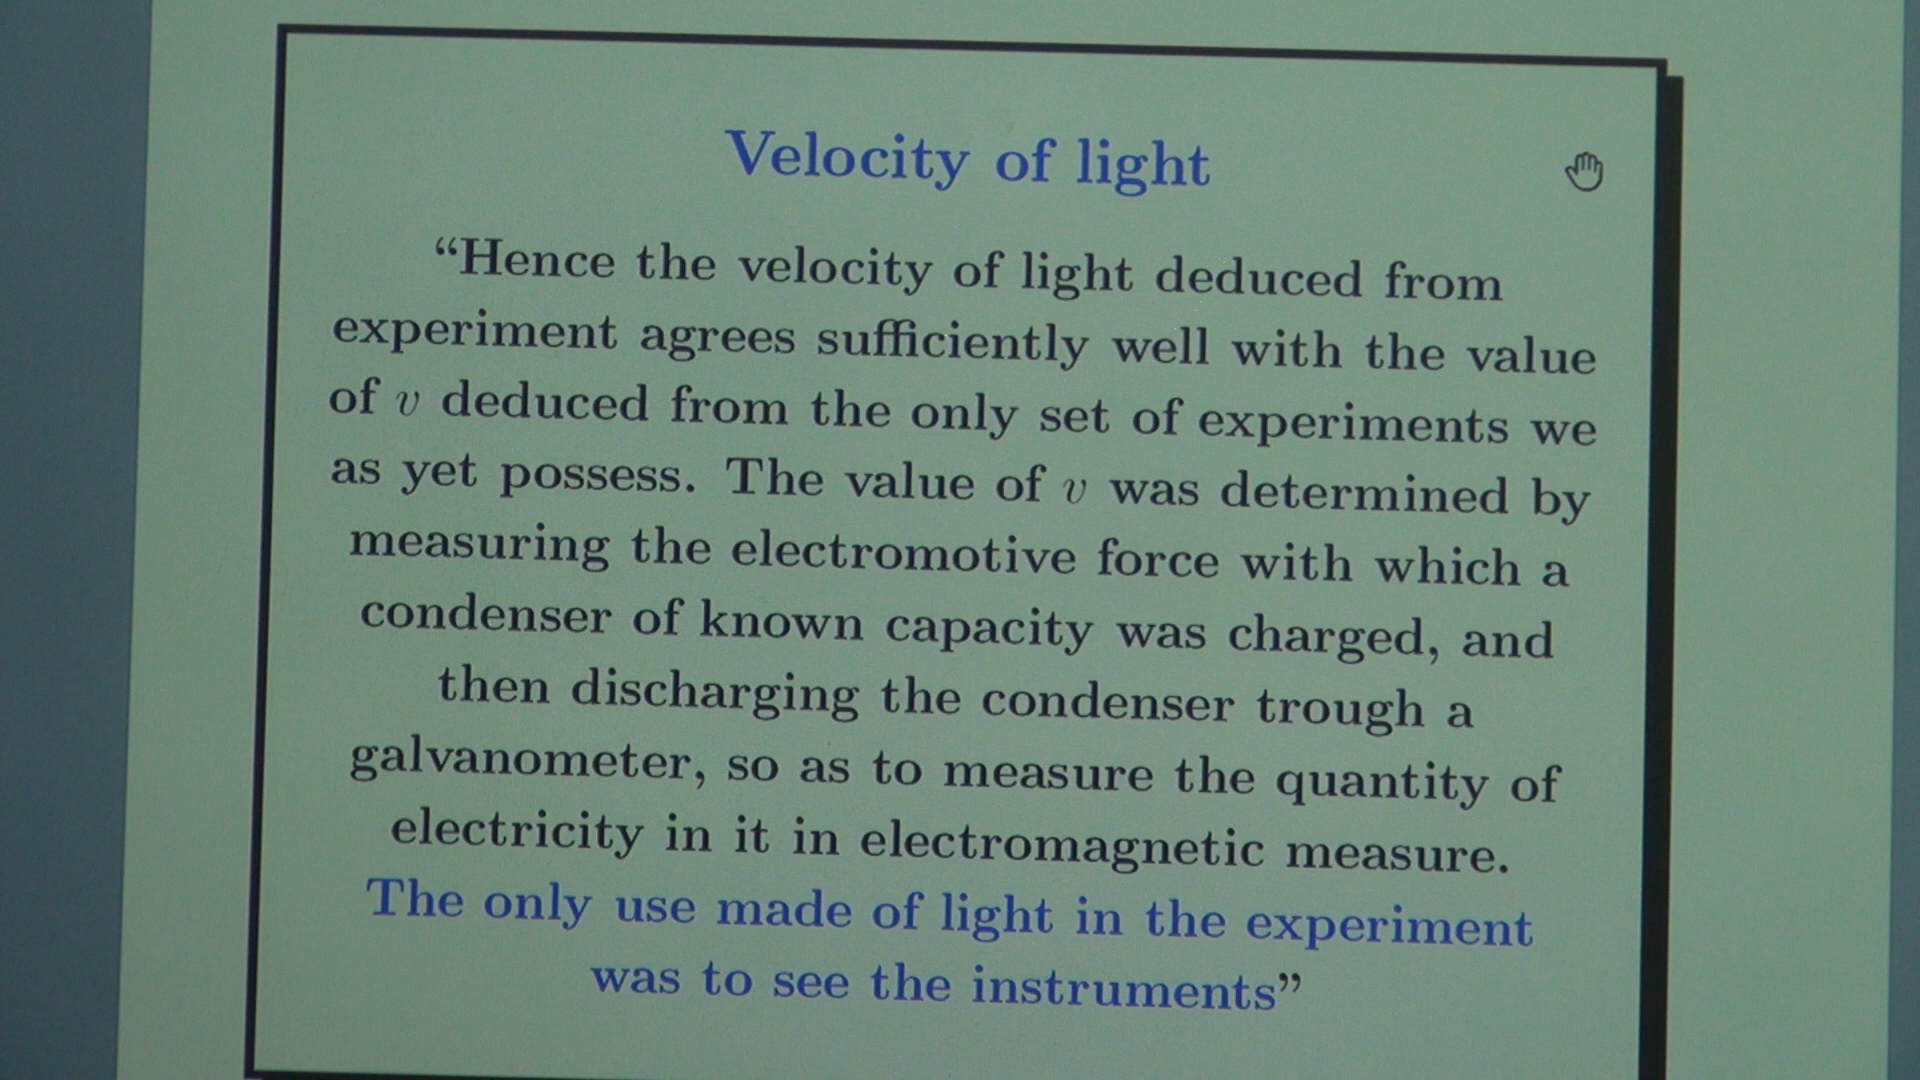 Velocity of light
“Hence the velocity of light deduced from
experiment agrees sufficiently well with the value
of v deduced from the only set of experiments we
as yet possess. The value of v was determined by
measuring the electromotive force with which a
condenser of known capacity was charged, and
then discharging the condenser trough a
galvanometer, so as to measure the quantity of
electricity in it in electromagnetic measure.
The only use made of light in the experiment
was to see the instruments”